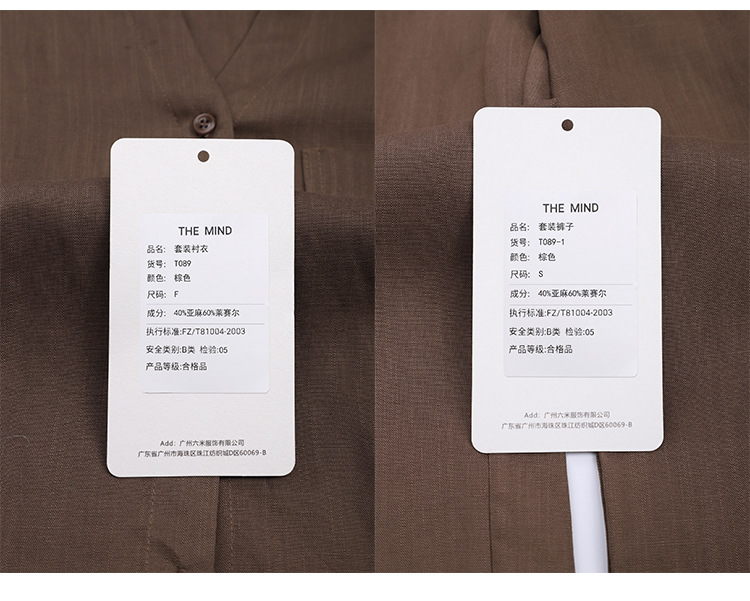 THE MIND
品名: 套装衬衣
货号: T089
颜色: 棕色
尺码: F
成分: 40%亚麻60%莱赛尔
执行标准:FZ/T81004-2003
安全类别:B类 检验:05
产品等级:合格品
Add: 广州六米服饰有限公司
广东省广州市海珠区珠江纺织城D区60069-B
THE MIND
品名: 套装裤子
货号: T089-1
颜色: 棕色
尺码: S
成分: 40%亚麻60%莱赛尔
执行标准:FZ/T81004-2003
安全类别:B类 检验:05
产品等级:合格品
Add: 广州六米服饰有限公司
广东省广州市海珠区珠江纺织城D区60069-B